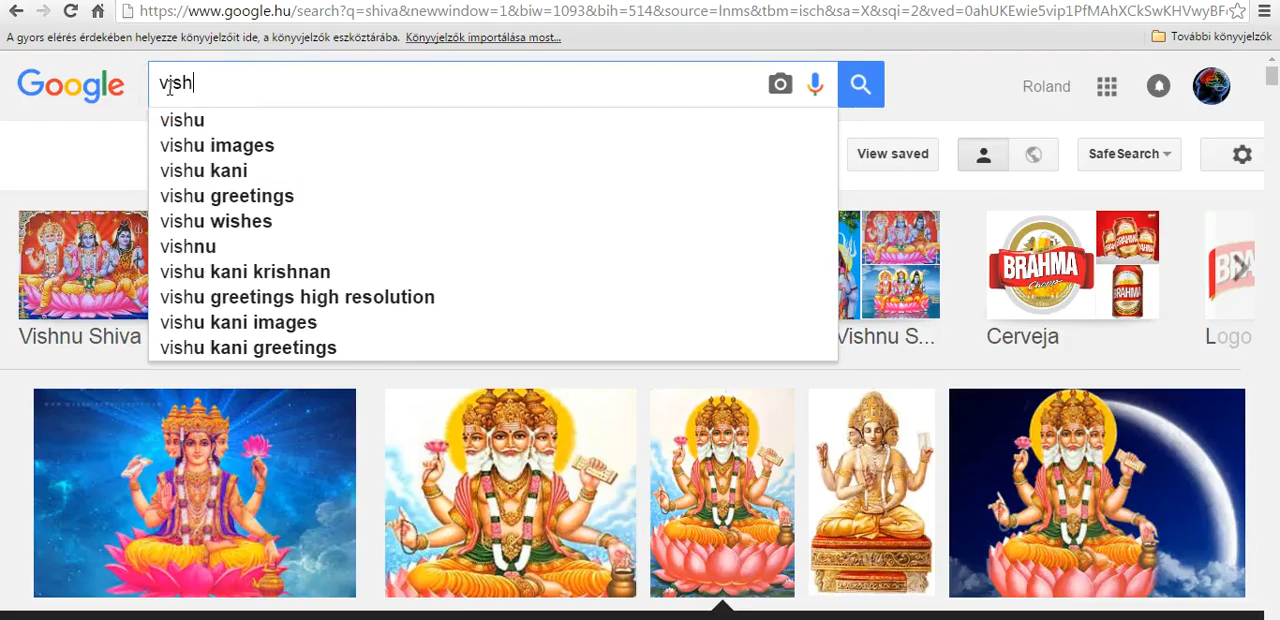 https://www.google.hu/search?q=shiva&newwindow=1&biw=1093&bih=514&source=lnms&tbm=isch&sa=X&sqi=2&ved=0ahUKEwie5vip1PfMAhXCkSwKHVwyBF
A gyors elérés érdekében helyezze könyvjelzőit ide, a könyvjelzők eszköztárába. Könyvjelzők importálása most...
További könyvjelzők
Google
vish
Roland
vishu
vishu images
vishu kani
vishu greetings
vishu wishes
vishnu
vishu kani krishnan
vishu greetings high resolution
vishu kani images
vishu kani greetings
View saved
SafeSearch
BRAHMA
Chopp
BRAHMA
BRAHMA
Vishnu Shiva
Vishnu S...
Cerveja
Logo